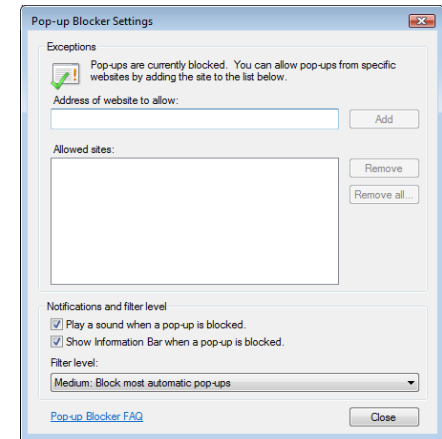 Pop-up Blocker Settings
Exceptions
Pop-ups are currently blocked.  You can allow pop-ups from specific
websites by adding the site to the list below.
Address of website to allow:
Add
Allowed sites:
Remove
Remove all...
Notifications and filter level
Play a sound when a pop-up is blocked.
Show Information Bar when a pop-up is blocked.
Filter level:
Medium: Block most automatic pop-ups
Pop-up Blocker FAQ
Close